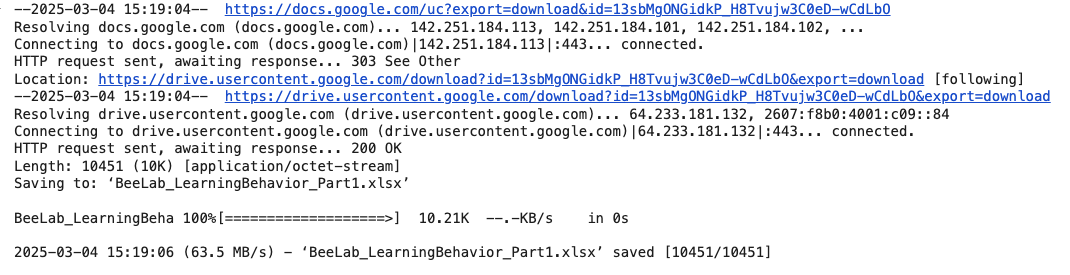 --2025-03-04 15:19:04--  https://docs.google.com/uc?export=download&id=13sbMgONGidkP_H8Tvujw3C0eD-wCdLbO
Resolving docs.google.com (docs.google.com)... 142.251.184.113, 142.251.184.101, 142.251.184.102, ...
Connecting to docs.google.com (docs.google.com)|142.251.184.113|:443... connected.
HTTP request sent, awaiting response... 303 See Other
Location: https://drive.usercontent.google.com/download?id=13sbMgONGidkP_H8Tvujw3C0eD-wCdLbO&export=download [following]
--2025-03-04 15:19:04--  https://drive.usercontent.google.com/download?id=13sbMgONGidkP_H8Tvujw3C0eD-wCdLbO&export=download
Resolving drive.usercontent.google.com (drive.usercontent.google.com)... 64.233.181.132, 2607:f8b0:4001:c09::84
Connecting to drive.usercontent.google.com (drive.usercontent.google.com)|64.233.181.132|:443... connected.
HTTP request sent, awaiting response... 200 OK
Length: 10451 (10K) [application/octet-stream]
Saving to: ‘BeeLab_LearningBehavior_Part1.xlsx’
BeeLab_LearningBeha 100%[===================>]  10.21K  --.-KB/s    in 0s
2025-03-04 15:19:06 (63.5 MB/s) - ‘BeeLab_LearningBehavior_Part1.xlsx’ saved [10451/10451]